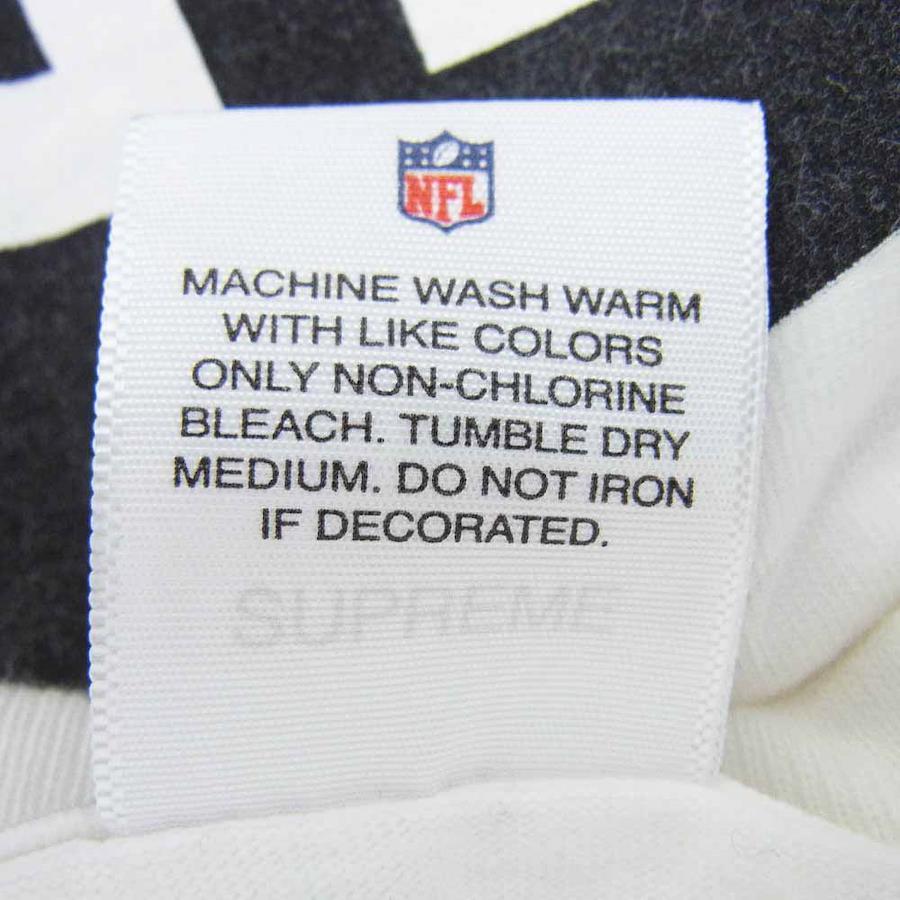 NFL
MACHINE WASH WARM
WITH LIKE COLORS
ONLY NON-CHLORINE
BLEACH. TUMBLE DRY
MEDIUM. DO NOT IRON
IF DECORATED.
SUPREME